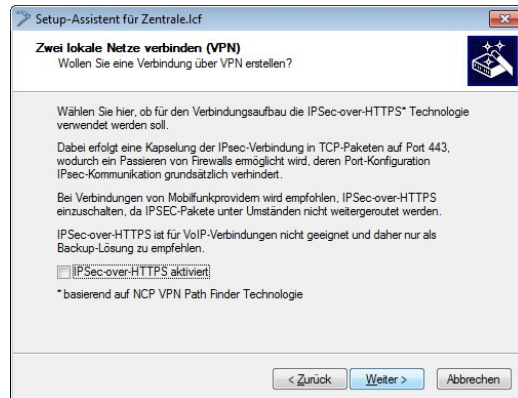 Setup-Assistent für Zentrale.lcf
Zwei lokale Netze verbinden (VPN)
Wollen Sie eine Verbindung über VPN erstellen?
Wählen Sie hier, ob für den Verbindungsaufbau die IPSec-over-HTTPS* Technologie
verwendet werden soll.
Dabei erfolgt eine Kapselung der IPsec-Verbindung in TCP-Paketen auf Port 443,
wodurch ein Passieren von Firewalls ermöglicht wird, deren Port-Konfiguration
IPsec-Kommunikation grundsätzlich verhindert.
Bei Verbindungen von Mobilfunkprovidern wird empfohlen, IPSec-over-HTTPS
einzuschalten, da IPSEC-Pakete unter Umständen nicht weitergeroutet werden.
IPSec-over-HTTPS ist für VoIP-Verbindungen nicht geeignet und daher nur als
Backup-Lösung zu empfehlen.
IPSec-over-HTTPS aktiviert
* basierend auf NCP VPN Path Finder Technologie
< Zurück Weiter > Abbrechen